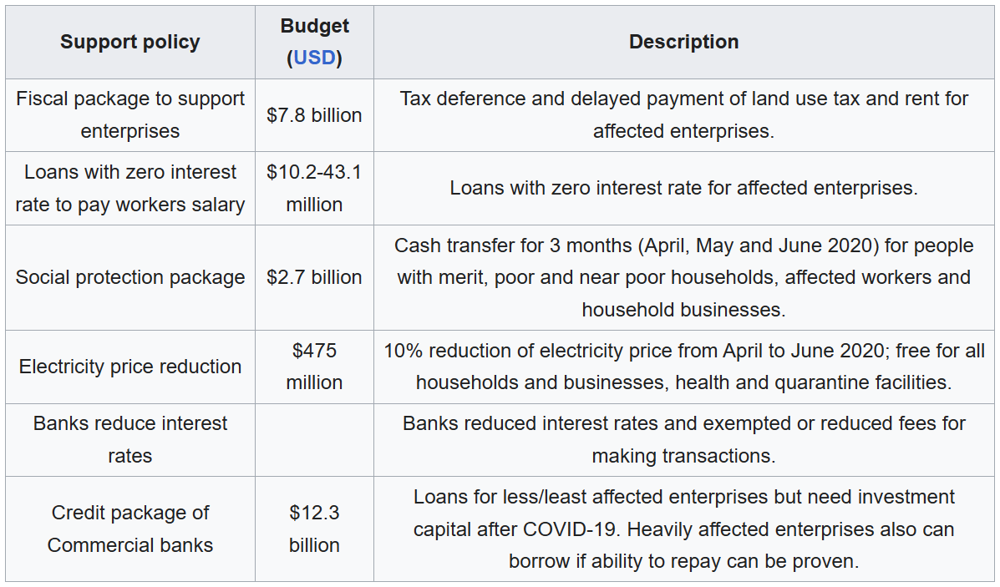 Support policy
Budget
(USD)
Description
Fiscal package to support
enterprises
$7.8 billion
Tax deference and delayed payment of land use tax and rent for
affected enterprises.
Loans with zero interest
rate to pay workers salary
$10.2-43.1
million
Loans with zero interest rate for affected enterprises.
Social protection package
$2.7 billion
Cash transfer for 3 months (April, May and June 2020) for people
with merit, poor and near poor households, affected workers and
household businesses.
Electricity price reduction
$475
million
10% reduction of electricity price from April to June 2020; free for all
households and businesses, health and quarantine facilities.
Banks reduce interest
rates
Banks reduced interest rates and exempted or reduced fees for
making transactions.
Credit package of
Commercial banks
$12.3
billion
Loans for less/least affected enterprises but need investment
capital after COVID-19. Heavily affected enterprises also can
borrow if ability to repay can be proven.